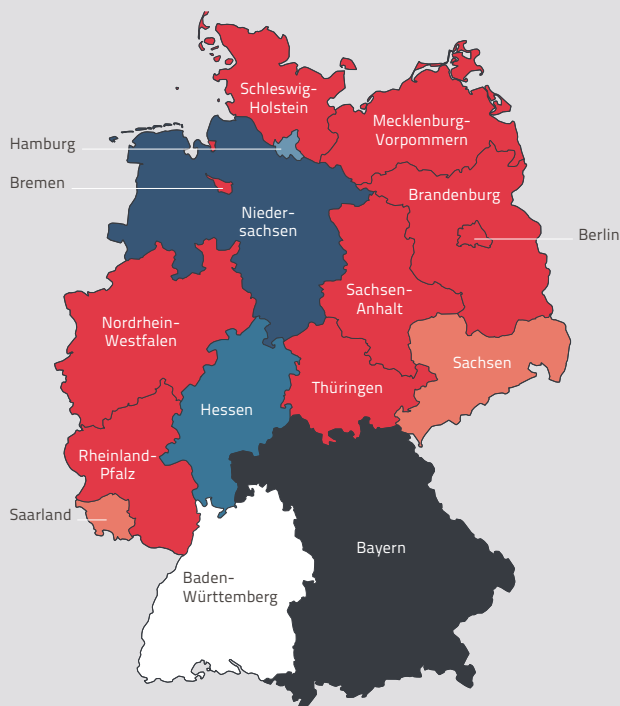 Schleswig-
Holstein
Mecklenburg-
Vorpommern
Hamburg
Bremen
Brandenburg
Nieder-
sachsen
Berlin
Sachsen-
Anhalt
Nordrhein-
Westfalen
Sachsen
Thüringen
Hessen
Rheinland-
Pfalz
Saarland
Bayern
Baden-
Württemberg